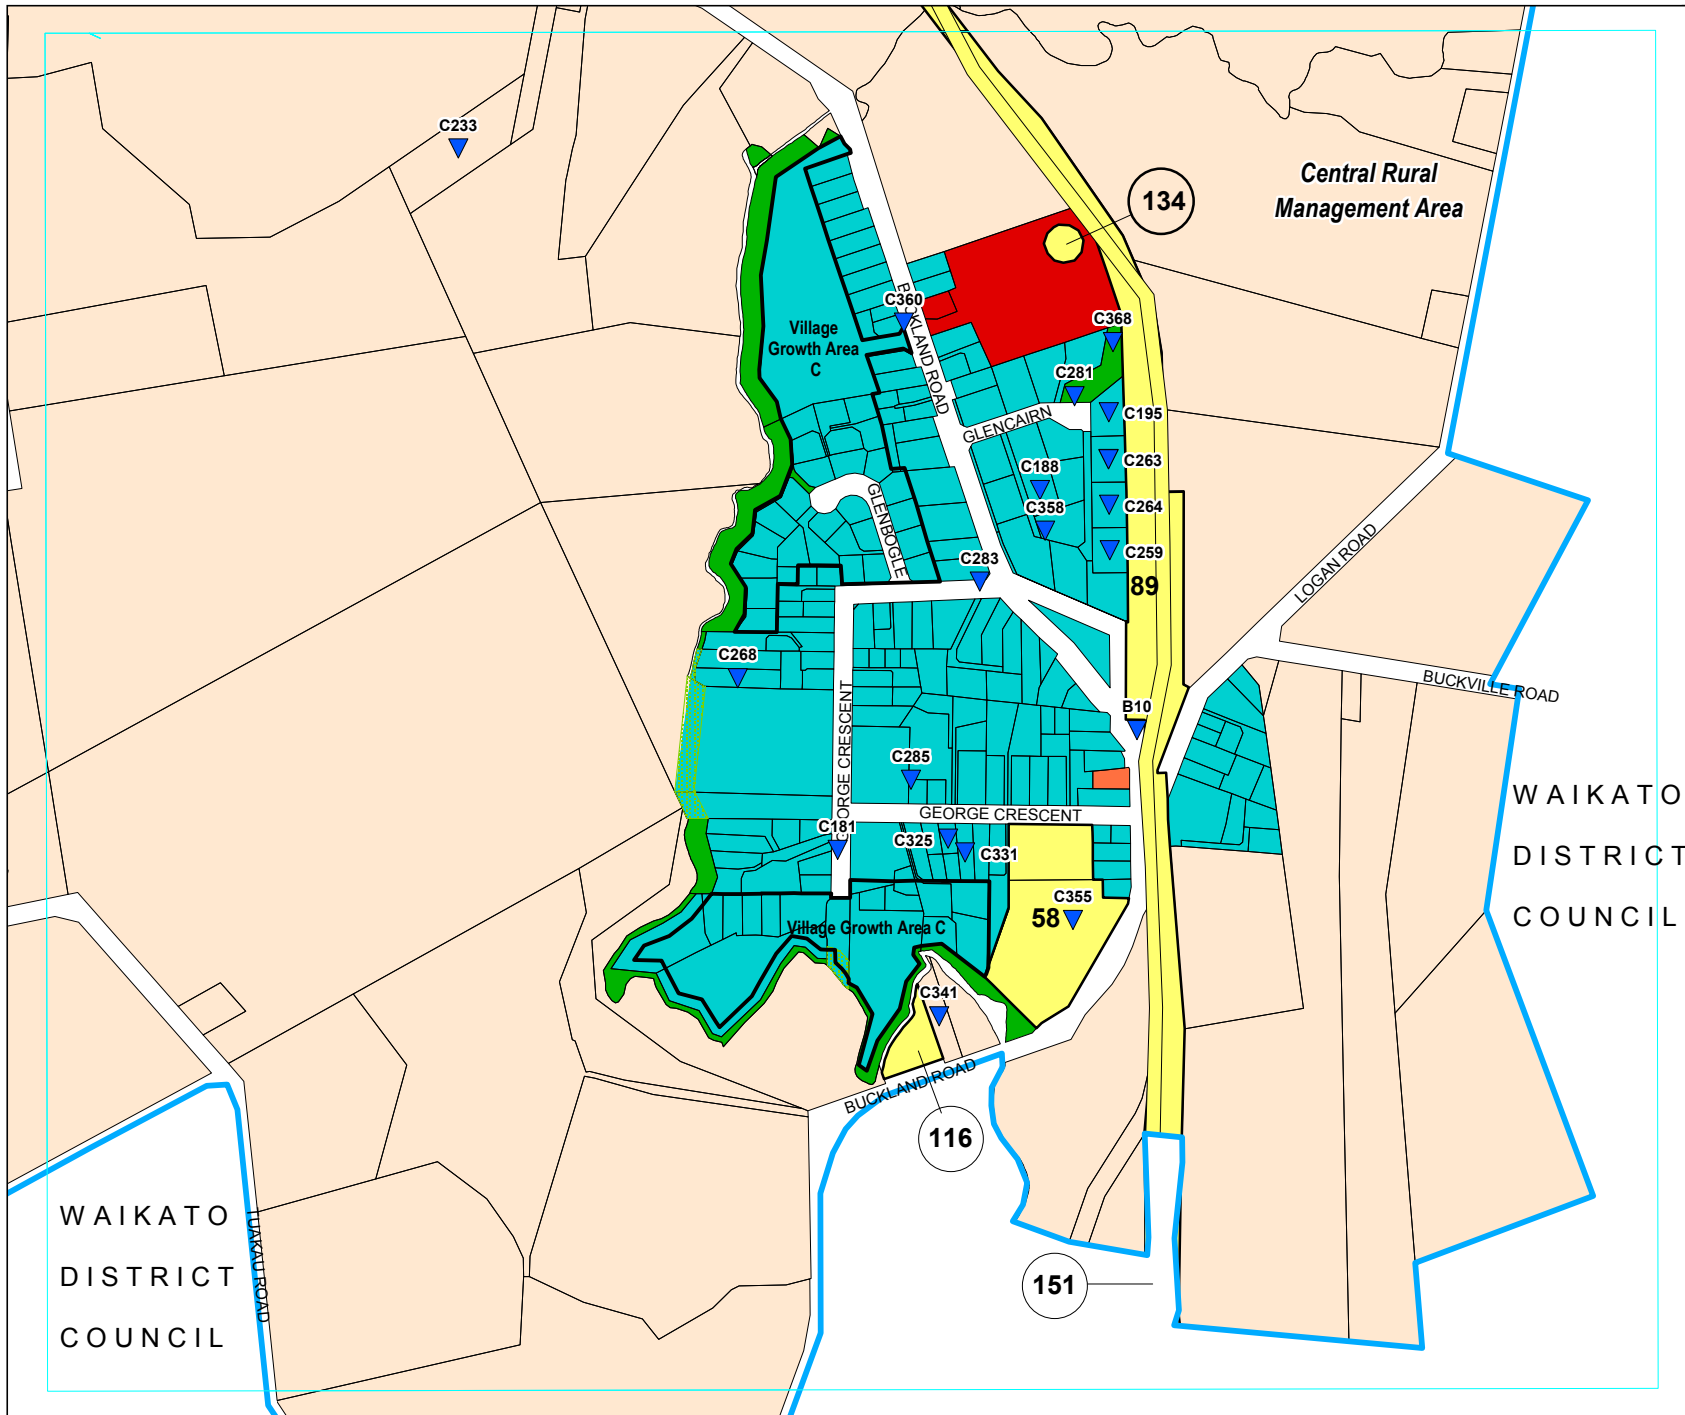 C233
Central Rural
Management Area
134
C360
BUCKLAND ROAD
C368
Village
Growth Area
C
C281
C195
GLENCAIRN
C263
C188
C264
C358
GLENBOGLE
C259
C283
89
LOGAN ROAD
C268
BUCKVILLE ROAD
B10
GEORGE CRESCENT
C285
WAIKATO
DISTRICT
COUNCIL
GEORGE CRESCENT
C181
C325
C331
C355
58
Village Growth Area C
C341
BUCKLAND ROAD
116
WAIKATO
DISTRICT
COUNCIL
TUAKAU ROAD
151